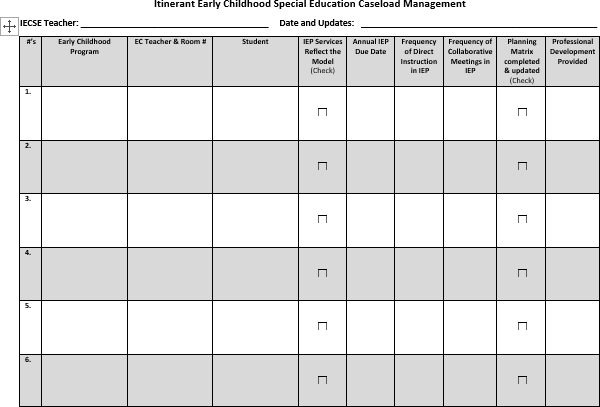 Itinerant Early Childhood Special Education Caseload Management
IECSE Teacher: Date and Updates:
#'s
Early Childhood
Program
EC Teacher & Room #
Student
IEP Services
Reflect the
Model
(Check)
Annual IEP
Due Date
Frequency
of Direct
Instruction
in IEP
Frequency of
Collaborative
Meetings in
IEP
Planning
Matrix
completed
& updated
(Check)
Professional
Development
Provided
1.
2.
3.
4.
5.
6.